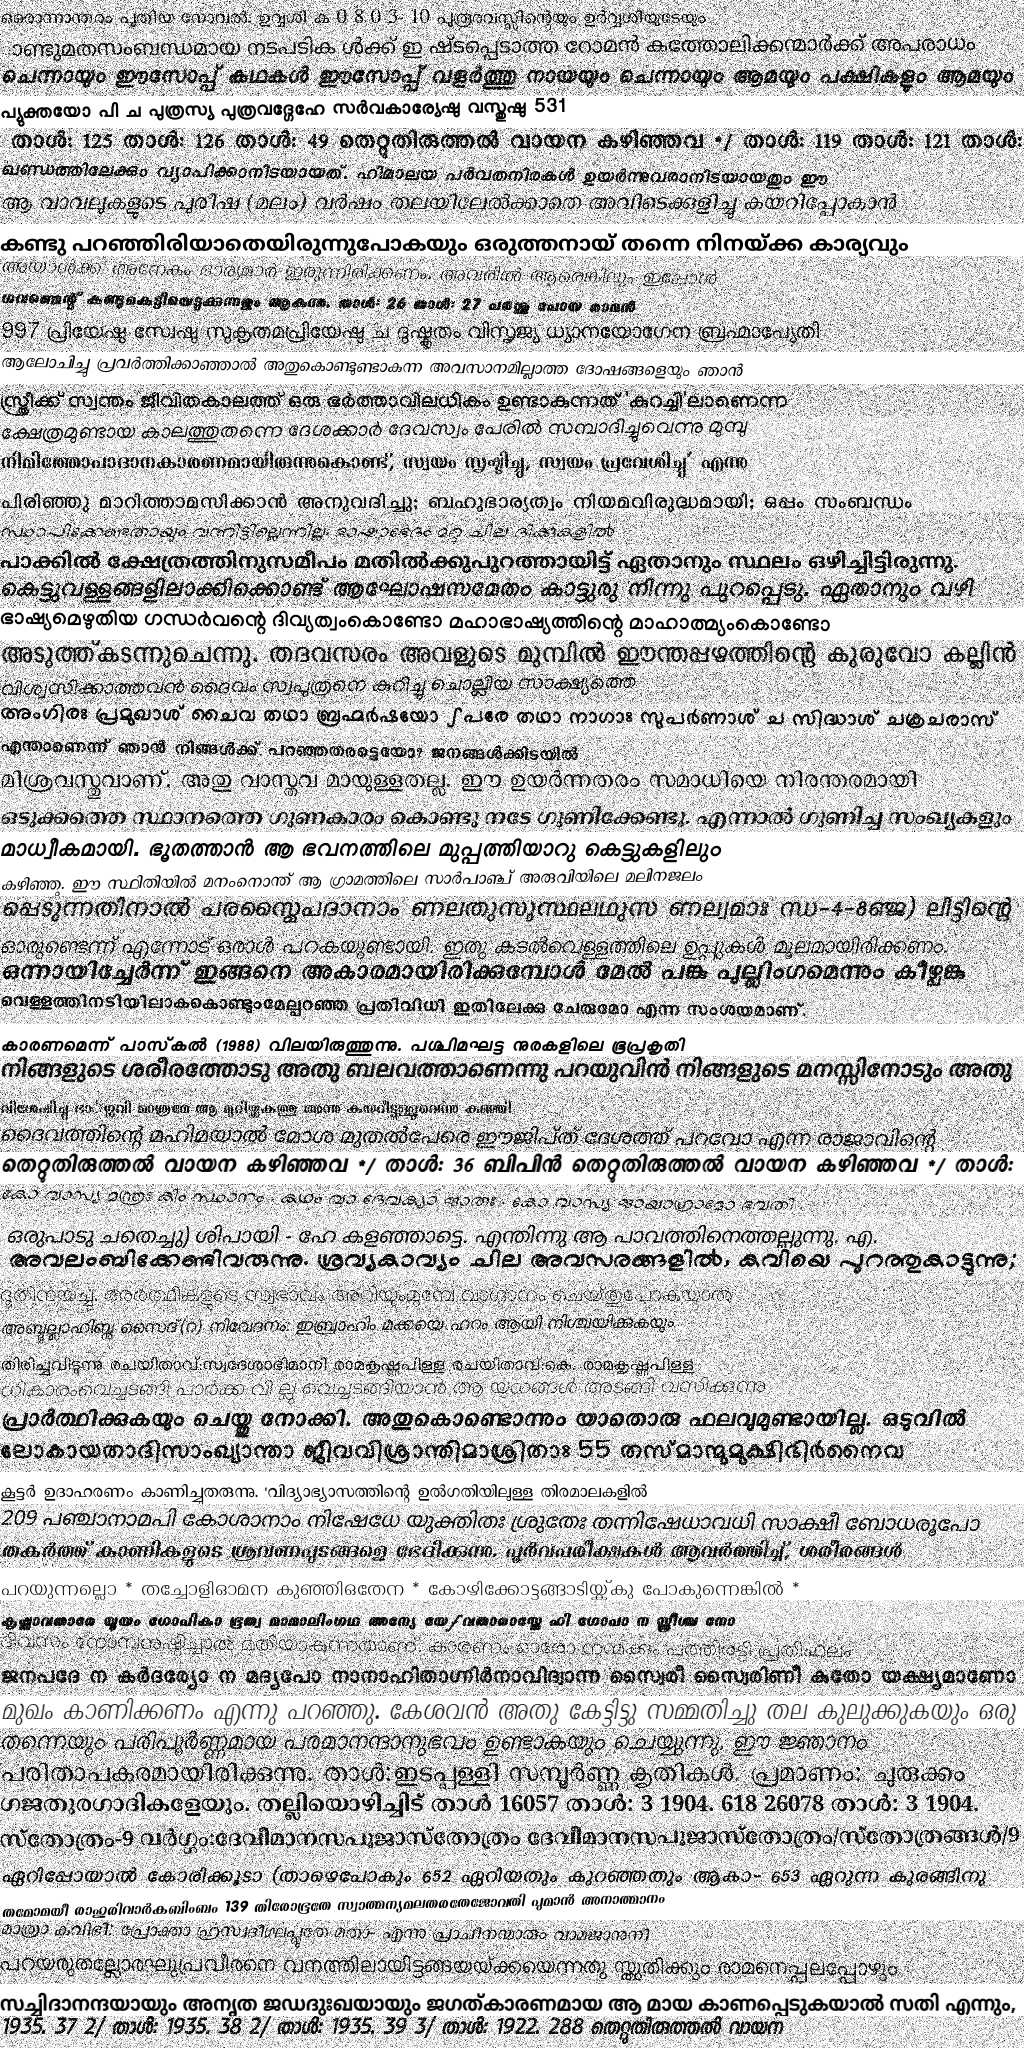 ഒരൊന്നാന്തരം പുതിയ നോവൽ. ഉവ്വശി ക 0 8 0 3- 10 പുരൂരവസ്സിന്റെയും ഉർവ്വശീയുടേയും
ാണ്ടുമതസംബന്ധമായ നടപടിക ൾക്ക് ഇ ഷ്ടപ്പെടാത്ത റോമൻ കത്തോലിക്കന്മാർക്ക് അപരാധം
ചെന്നായും ഈസോപ്പ് കഥകൾ ഈസോപ്പ് വളർത്തു നായയും ചെന്നായും ആമയും പക്ഷികളും ആമയും
പ്യുക്തയോ പി ച പുത്രസ്യ പുത്രവദ്ഗേഹേ സർവകാര്യേഷു വസ്തുഷു 531
താൾ: 125 താൾ: 126 താൾ: 49 തെറ്റുതിരുത്തൽ വായന കഴിഞ്ഞവ */ താൾ: 119 താൾ: 121 താൾ:
ഖണ്ഡത്തിലേക്കും വ്യാപിക്കാനിടയായത്. ഹിമാലയ പർവതനിരകൾ ഉയർന്നുവരാനിടയായതും ഈ
ആ വാവലുകളുടെ പുരിഷ (മലം) വർഷം തലയിലേൽക്കാതെ അവിടെക്കുളിച്ചു കയറിപ്പോകാൻ
കണ്ടു പറഞ്ഞിരിയാതെയിരുന്നുപോകയും ഒരുത്തനായ് തന്നെ നിനയ്ക്ക കാര്യവും
അയാൾക്ക് അനേകം ഭാര്യമാർ ഇരുന്നിരിക്കണം. അവരിൽ ആരെങ്കിലും ഇപ്പോൾ
ഗവണ്മെന്റ് കണ്ടുകെട്ടിയെടുക്കുന്നതും ആകുന്നു. താൾ: 26 താൾ: 27 പറഞ്ഞു പോയ രാമൻ
997 പ്രിയേഷു സ്വേഷു സുകൃതമപ്രിയേഷു ച ദുഷ്കൃതം വിസൃജ്യ ധ്യാനയോഗേന ബ്രഹ്മാപ്യേതി
ആലോചിച്ചു പ്രവർത്തിക്കാഞ്ഞാൽ അതുകൊണ്ടുണ്ടാകുന്ന അവസാനമില്ലാത്ത ദോഷങ്ങളെയും ഞാൻ
സ്ത്രീക്ക് സ്വന്തം ജീവിതകാലത്ത് ഒരു ഭർത്താവിലധികം ഉണ്ടാകുന്നത് 'കുറച്ചി'ലാണെന്ന
ക്ഷേത്രമുണ്ടായ കാലത്തുതന്നെ ദേശക്കാർ ദേവസ്വം പേരിൽ സമ്പാദിച്ചുവെന്നു മുമ്പു
നിമിത്തോപാദാനകാരണമായിരുന്നുകൊണ്ട്, സ്വയം സൃഷ്ടിച്ചു, സ്വയം പ്രവേശിച്ചു' എന്നു
പിരിഞ്ഞു മാറിത്താമസിക്കാൻ അനുവദിച്ചു; ബഹുഭാര്യത്വം നിയമവിരുദ്ധമായി; ഒപ്പം സംബന്ധം
സ്ഥാപിക്കേണ്ടതായും വന്നിട്ടില്ലെന്നില്ല. ഭാഷാഭേദം മറ്റു ചില ദിക്കുകളിൽ
പാക്കിൽ ക്ഷേത്രത്തിനുസമീപം മതിൽക്കുപുറത്തായിട്ട് ഏതാനും സ്ഥലം ഒഴിച്ചിട്ടിരുന്നു.
കെട്ടുവള്ളങ്ങളിലാക്കിക്കൊണ്ട് ആഘോഷസമേതം കാട്ടൂരു നിന്നു പുറപ്പെടു. ഏതാനും വഴി
ഭാഷ്യമെഴുതിയ ഗന്ധർവന്റെ ദിവ്യത്വംകൊണ്ടോ മഹാഭാഷ്യത്തിന്റെ മാഹാത്മ്യംകൊണ്ടോ
അടുത്ത്കടന്നുചെന്നു. തദവസരം അവളുടെ മുമ്പിൽ ഈന്തപ്പഴത്തിന്റെ കുരുവോ കല്ലിൻ
വിശ്വസിക്കാത്തവൻ ദൈവം സ്വപുത്രനെ കുറിച്ചു ചൊല്ലിയ സാക്ഷ്യത്തെ
അംഗിരഃ പ്രമുഖാശ് ചൈവ തഥാ ബ്രഹ്മർഷയോ ഽപരേ തഥാ നാഗാഃ സുപർണാശ് ച സിദ്ധാശ് ചക്രചരാസ്
എന്താണെന്ന് ഞാൻ നിങ്ങൾക്ക് പറഞ്ഞുതരട്ടെയോ? ജനങ്ങൾക്കിടയിൽ
മിശ്രവസ്തുവാണ്. അതു വാസ്തവ മായുള്ളതല്ല. ഈ ഉയർന്നതരം സമാധിയെ നിരന്തരമായി
ഒടുക്കത്തെ സ്ഥാനത്തെ ഗുണകാരം കൊണ്ടു നടേ ഗുണിക്കേണ്ടു. എന്നാൽ ഗുണിച്ച സംഖ്യകളും
മാധ്വീകമായി. ഭൂതത്താൻ ആ ഭവനത്തിലെ മുപ്പത്തിയാറു കെട്ടുകളിലും
കഴിഞ്ഞു. ഈ സ്ഥിതിയിൽ മനംനൊന്ത് ആ ഗ്രാമത്തിലെ സാർപാഞ്ച് അരുവിയിലെ മലിനജലം
പ്പെടുന്നതിനാൽ പരസ്സൈപദാനാം ണലതുസൂസ്ഥലഥുസ ണല്വമാഃ ന്ധ-4-8ഞ്ജ) ലിട്ടിന്റെ
ഓരുണ്ടെന്ന് എന്നോട് ഒരാൾ പറകയുണ്ടായി. ഇതു കടൽവെള്ളത്തിലെ ഉപ്പുകൾ മൂലമായിരിക്കണം.
ഒന്നായിച്ചേർന്ന് ഇങ്ങനെ അകാരമായിരിക്കുമ്പോൾ മേൽ പങ്കു പുല്ലിംഗമെന്നും കീഴ്പങ്കു
വെള്ളത്തിനടിയിലാകകൊണ്ടുംമേല്പറഞ്ഞ പ്രതിവിധി ഇതിലേക്കു ചേരുമോ എന്നു സംശയമാണ്.
കാരണമെന്ന് പാസ്കൽ (1988) വിലയിരുത്തുന്നു. പശ്ചിമഘട്ട നുരകളിലെ ഭൂപ്രകൃതി
നിങ്ങളുടെ ശരീരത്തോടു അതു ബലവത്താണെന്നു പറയുവിൻ നിങ്ങളുടെ മനസ്സിനോടും അതു
ദൈവത്തിന്റെ മഹിമയാൽ മോശ മുതൽപേരെ ഈജിപ്ത് ദേശത്ത് പറവോ എന്ന രാജാവിന്റെ
തെറ്റുതിരുത്തൽ വായന കഴിഞ്ഞവ */ താൾ: 36 ബിപിൻ തെറ്റുതിരുത്തൽ വായന കഴിഞ്ഞവ */ താൾ:
കോ വാസ്യ മന്ത്രഃ കിം സ്ഥാനം . കഥം വാ ദേവക്യാ ജാതഃ . കോ വാസ്യ ജ്യായാന്രാമോ ഭവതി .
ഒരുപാടു ചതെച്ചു) ശിപായി - ഹേ കളഞ്ഞാട്ടെ. എന്തിന്നു ആ പാവത്തിനെത്തല്ലുന്നു. എ.
അവലംബിക്കേണ്ടിവരുന്നു. ശ്രവ്യകാവ്യം ചില അവസരങ്ങളിൽ, കവിയെ പുറത്തുകാട്ടുന്നു;
ദൂതിനയച്ചു. അർത്ഥികളുടെ സ്വഭാവം അറിയുംമുമ്പേ വാഗ്ദാനം ചെയ്തുപോകയാൽ
അബ്ദുല്ലാഹിബ്നു സൈദ്(റ) നിവേദനം: ഇബ്രാഹിം മക്കയെ ഹറം ആയി നിശ്ചയിക്കുകയും
തിരിച്ചുവിടുന്നു രചയിതാവ്:സ്വദേശാഭിമാനി രാമകൃഷ്ണപിള്ള രചയിതാവ്:കെ. രാമകൃഷ്ണപിള്ള
ധികാരംവെച്ചടങ്ങി പാർക്ക വി ല്ലു വെച്ചടങ്ങിയാൻ ആ യുഗങ്ങൾ അടങ്ങി വസിക്കുന്നു
പ്രാർത്ഥിക്കുകയും ചെയ്തു നോക്കി. അതുകൊണ്ടൊന്നും യാതൊരു ഫലവുമുണ്ടായില്ല. ഒടുവിൽ
ലോകായതാദിസാംഖ്യാന്താ ജീവവിശ്രാന്തിമാശ്രിതാഃ 55 തസ്മാന്മുമുക്ഷിഭിർനൈവ
കൂട്ടർ ഉദാഹരണം കാണിച്ചുതരുന്നു. 'വിദ്യാഭ്യാസത്തിന്റെ ഉൽഗതിയിലുള്ള തിരമാലകളിൽ
209 പഞ്ചാനാമപി കോശാനാം നിഷേധേ യുക്തിതഃ ശ്രുതേഃ തന്നിഷേധാവധി സാക്ഷീ ബോധരൂപോ
തകർത്ത് കാണികളുടെ ശ്രവണപുടങ്ങളെ ഭേദിക്കുന്നു. പൂർവപരീക്ഷകൾ ആവർത്തിച്ച്, ശരീരങ്ങൾ
പറയുന്നല്ലൊ * തച്ചോളിഓമന കുഞ്ഞിഒതേന * കോഴിക്കോട്ടങ്ങാടിയ്ക്കു പോകുന്നെങ്കിൽ *
കൃഷ്ണാവതാരേ യൂയം ഗോപികാ ഭൂത്വ മാമാലിംഗഥ അന്യേ യേഽവതാരാസ്തേ ഹി ഗോപാ ന സ്ത്രീശ്ച നോ
ദിവസം നോമ്പനുഷ്ഠിച്ചാൽ മതിയാകുന്നതാണ്. കാരണം ഓരോ നന്മക്കും പത്തിരട്ടി പ്രതിഫലം
ജനപദേ ന കർദര്യോ ന മദ്യപോ നാനാഹിതാഗ്നിർനാവിദ്വാന്ന സ്വൈരീ സ്വൈരിണീ കുതോ യക്ഷ്യമാണോ
മുഖം കാണിക്കണം എന്നു പറഞ്ഞു. കേശവൻ അതു കേട്ടിട്ടു സമ്മതിച്ചു തല കുലുക്കുകയും ഒരു
തന്നെയും പരിപൂർണ്ണമായ പരമാനന്ദാനുഭവം ഉണ്ടാകയും ചെയ്യുന്നു. ഈ ജ്ഞാനം
പരിതാപകരമായിരിക്കുന്നു. താൾ:ഇടപ്പള്ളി സമ്പൂർണ്ണ കൃതികൾ. പ്രമാണം: ചുരുക്കം
ഗജതുരഗാദികളേയും. തല്ലിയൊഴിച്ചിട് താൾ 16057 താൾ: 3 1904. 618 26078 താൾ: 3 1904.
സ്തോത്രം-9 വർഗ്ഗം:ദേവീമാനസപൂജാസ്തോത്രം ദേവീമാനസപൂജാസ്തോത്രം/സ്തോത്രങ്ങൾ/9
ഏറിപ്പോയാൽ കോരിക്കൂടാ (താഴെപോകും 652 ഏറിയതും കുറഞ്ഞതും ആകാ- 653 ഏറുന്ന കുരങ്ങിനു
തമോമയീ രാഹുരിവാർകബിംബം 139 തിരോഭൂതേ സ്വാത്മന്യമലതരതേജോവതി പുമാൻ അനാത്മാനം
മാത്രാ കവിഭി: പ്രോക്താ ഹ്രസ്വദീർഘപ്ലുതേ മതാ- എന്നു പ്രാചീനന്മാരും വാമജാനുനി
പറയരുതല്ലോരഘുപ്രവീരനെ വനത്തിലായിട്ടങ്ങയയ്ക്കയെന്നതു സ്തുതിക്കും രാമനെപ്പലപ്പോഴും
സച്ചിദാനന്ദയായും അനൃത ജഡദുഃഖയായും ജഗത്കാരണമായ ആ മായ കാണപ്പെടുകയാൽ സതി എന്നും,
1935. 37 2/ താൾ: 1935. 38 2/ താൾ: 1935. 39 3/ താൾ: 1922. 288 തെറ്റുതിരുത്തൽ വായന